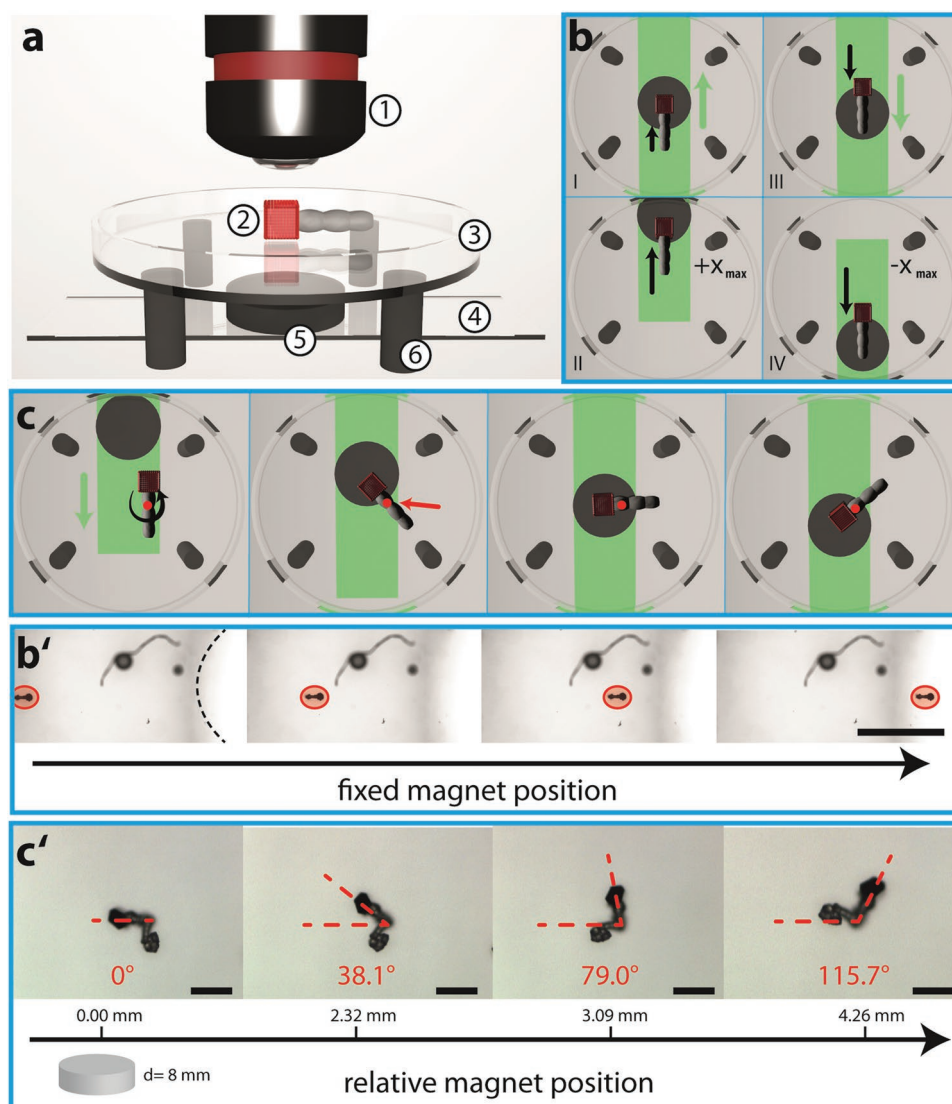 a
1
2
3
4
5
6
b
I
III
II
+x max
IV
-x max
c
b'
fixed magnet position
c'
0°
38.1°
79.0°
115.7°
0.00 mm
2.32 mm
3.09 mm
4.26 mm
d= 8 mm
relative magnet position